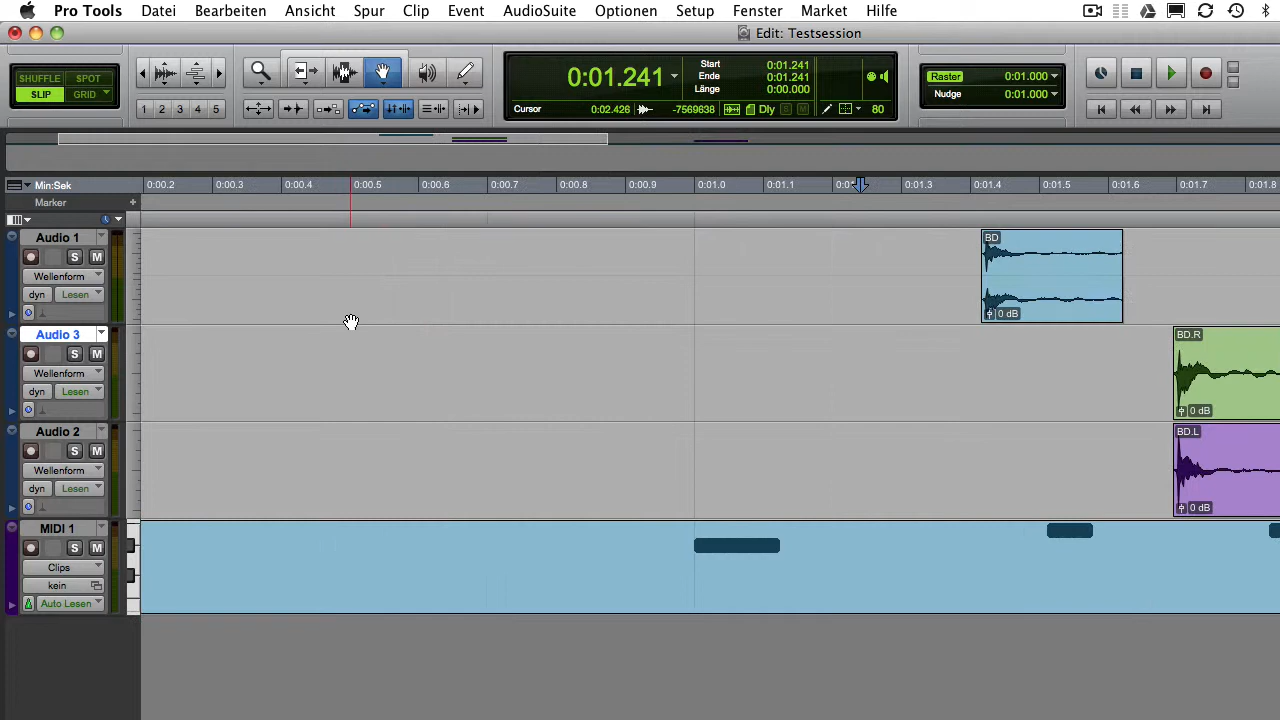 Pro Tools Datei Bearbeiten Ansicht Spur Clip Event AudioSuite Optionen Setup Fenster Market Hilfe
Edit: Testsession
SHUFFLE SPOT
SLIP GRID
1 2 3 4 5
0:01.241
Start 0:01.241
Ende 0:01.241
Länge 0:00.000
Cursor 0:02.426 -7569638 Dly S M 80
Raster 0:01.000
Nudge 0:01.000
Min:Sek 0:00.2 0:00.3 0:00.4 0:00.5 0:00.6 0:00.7 0:00.8 0:00.9 0:01.0 0:01.1 0:01.3 0:01.4 0:01.5 0:01.6 0:01.7 0:01.8
Marker
Audio 1
S M
Wellenform
dyn Lesen
BD
0 dB
Audio 3
S M
Wellenform
dyn Lesen
BD.R
0 dB
Audio 2
S M
Wellenform
dyn Lesen
BD.L
0 dB
MIDI 1
S M
Clips
kein
Auto Lesen